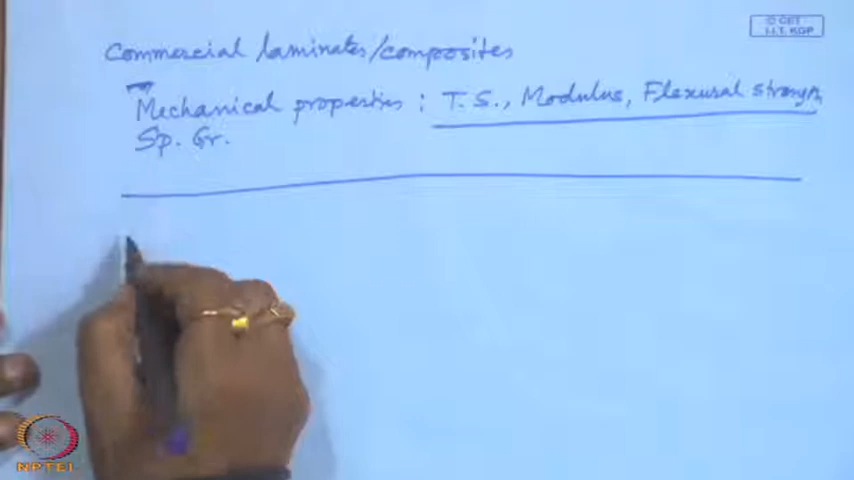 © CET
I.I.T. KGP
Commercial laminates/composites
Mechanical properties : T.S., Modulus, Flexural strength
Sp. Gr.
NPTEL